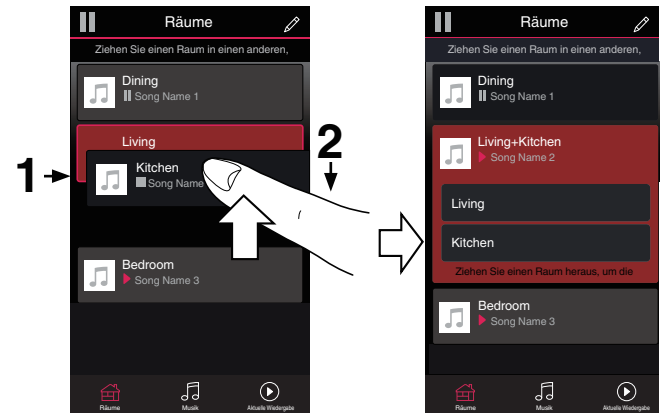 Räume
Ziehen Sie einen Raum in einen anderen,
Dining
Song Name 1
Living
Kitchen
Song Name
Bedroom
Song Name 3
Räume
Musik
Aktuelle Wiedergabe
1
2
Räume
Ziehen Sie einen Raum in einen anderen,
Dining
Song Name 1
Living+Kitchen
Song Name 2
Living
Kitchen
Ziehen Sie einen Raum heraus, um die
Bedroom
Song Name 3
Räume
Musik
Aktuelle Wiedergabe